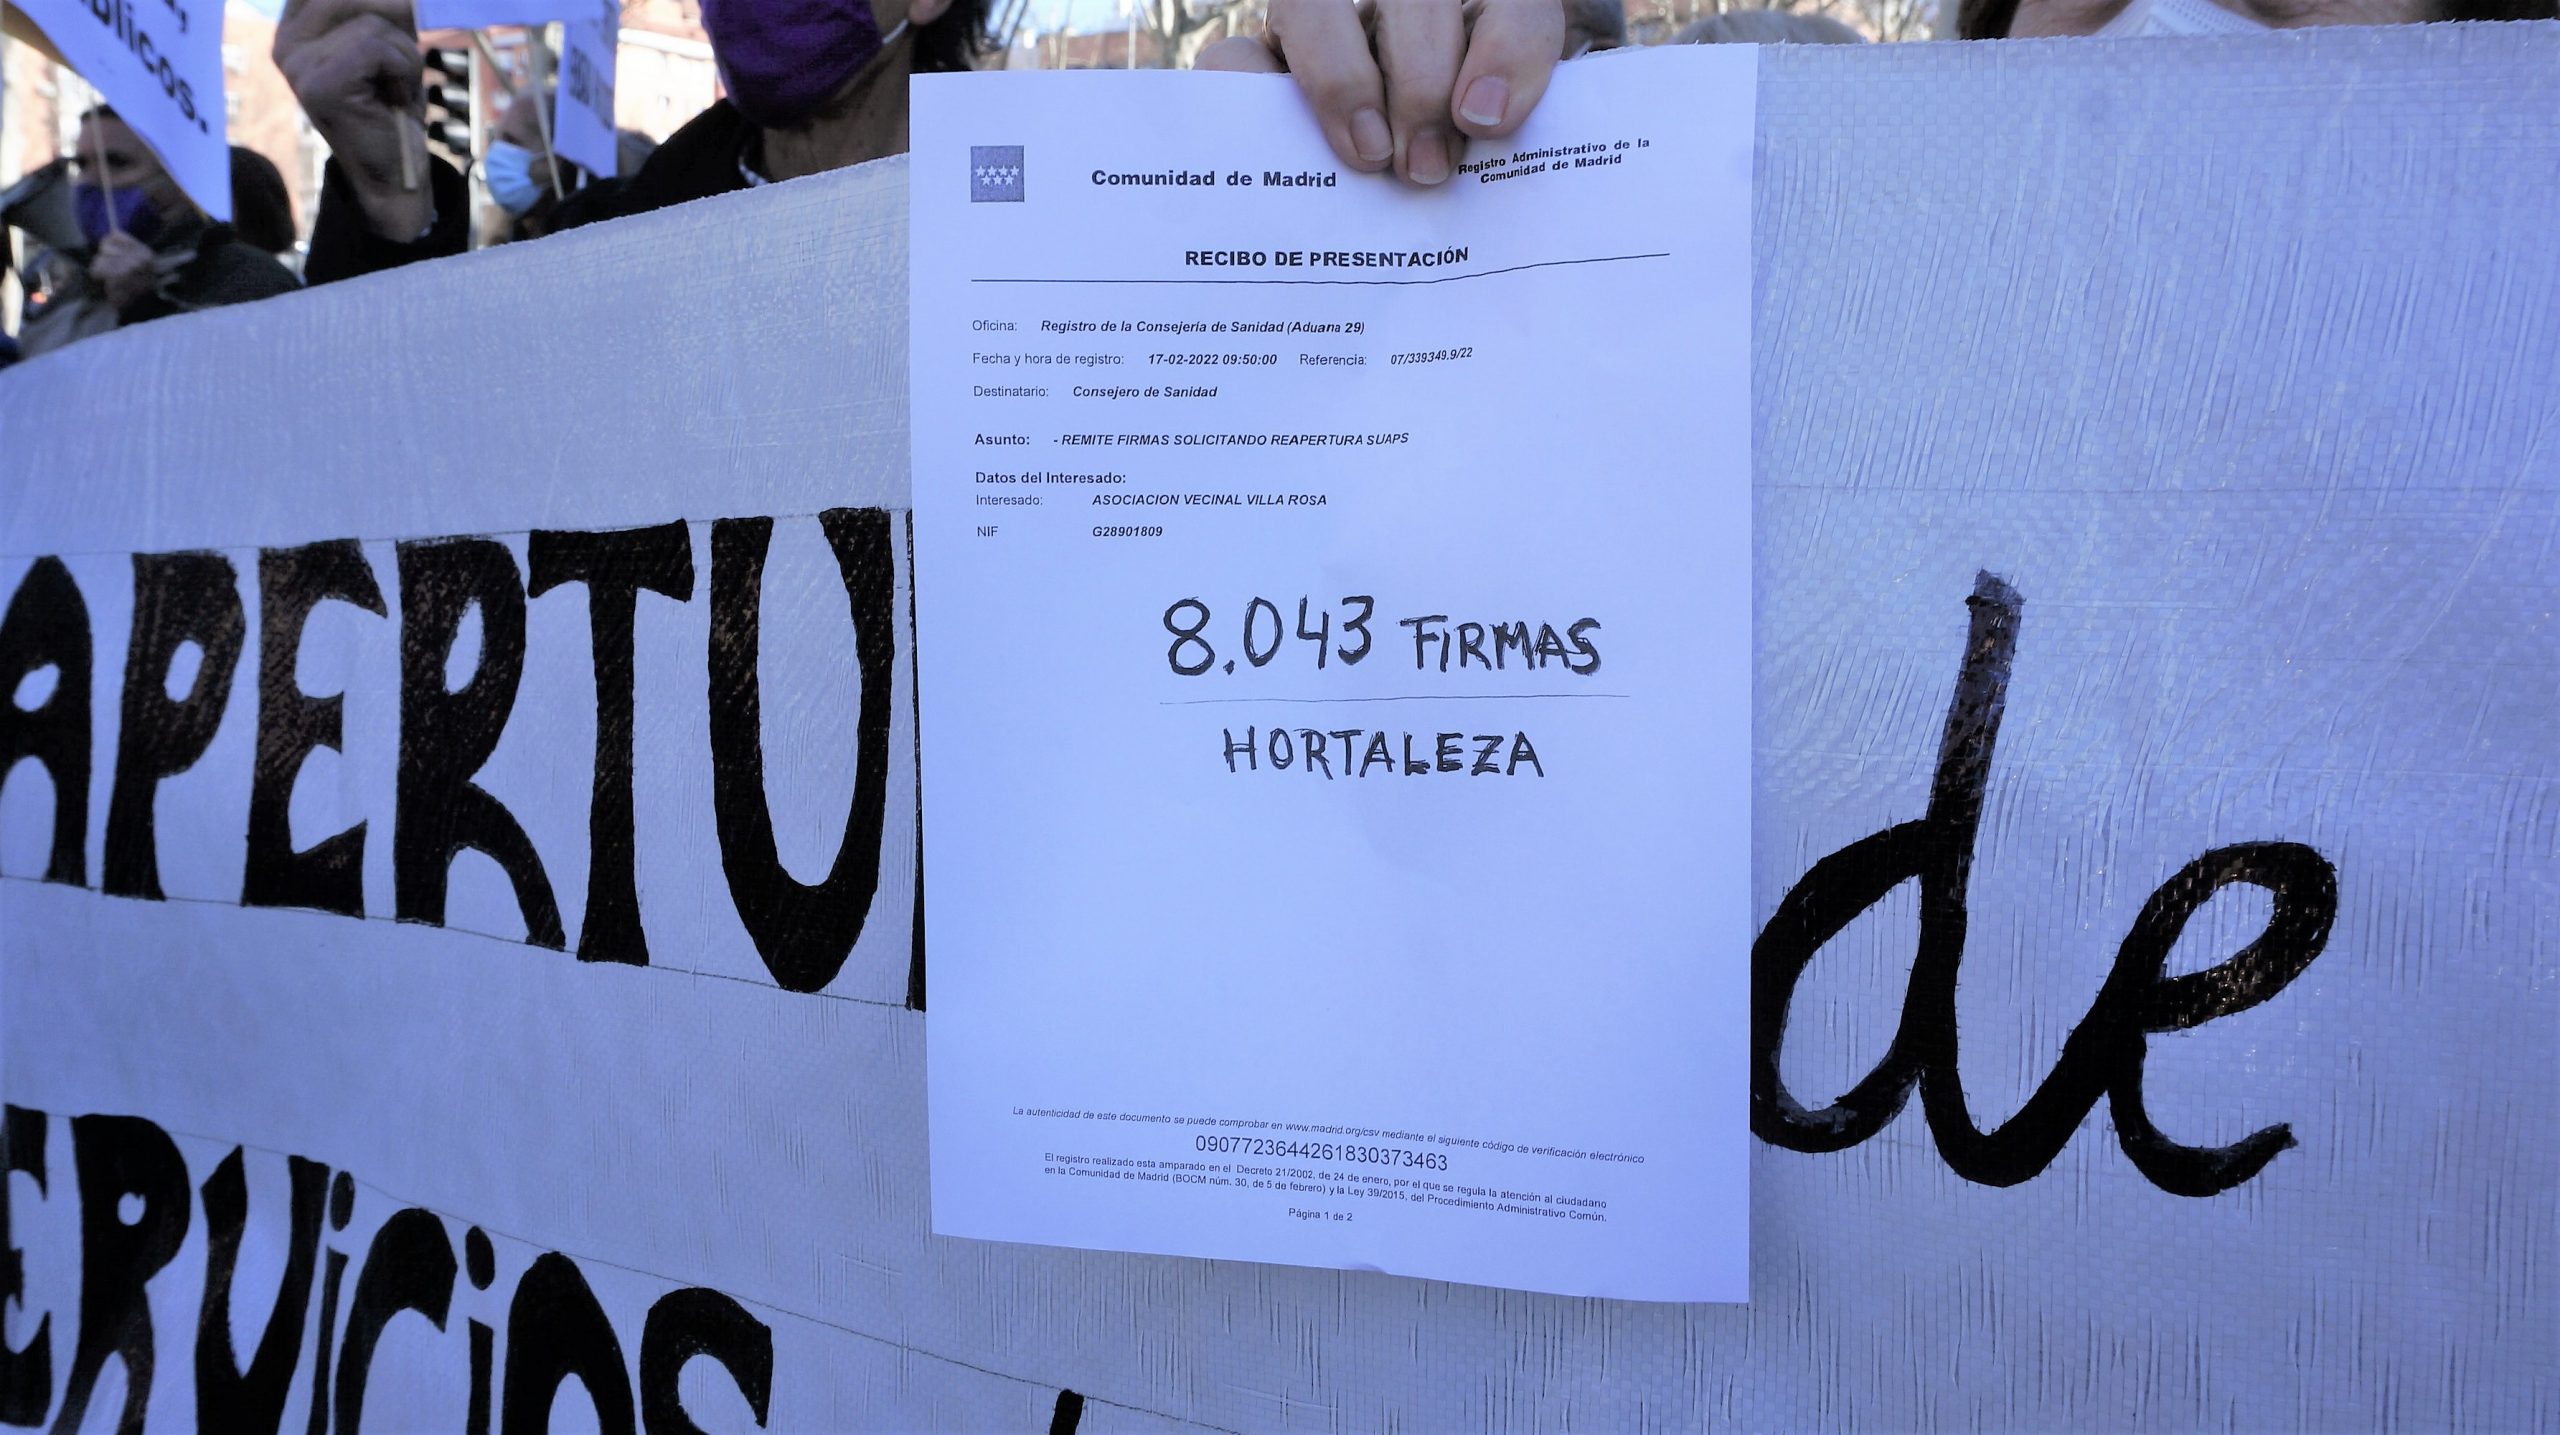 blicos.
Comunidad de Madrid
Registro Administrativo de la
Comunidad de Madrid
RECIBO DE PRESENTACIÓN
Oficina: Registro de la Consejería de Sanidad (Aduana 29)
Fecha y hora de registro: 17-02-2022 09:50:00 Referencia: 07/339349.9/22
Destinatario: Consejero de Sanidad
Asunto: - REMITE FIRMAS SOLICITANDO REAPERTURA SUAPS
Datos del Interesado:
Interesado: ASOCIACION VECINAL VILLA ROSA
NIF G28901809
8.043 FIRMAS
HORTALEZA
La autenticidad de este documento se puede comprobar en www.madrid.org/csv mediante el siguiente código de verificación electrónico
0907723644261830373463
El registro realizado esta amparado en el Decreto 21/2002, de 24 de enero, por el que se regula la atención al ciudadano
en la Comunidad de Madrid (BOCM núm. 30, de 5 de febrero) y la Ley 39/2015, del Procedimiento Administrativo Común.
Página 1 de 2
APERTU de
ERVicios